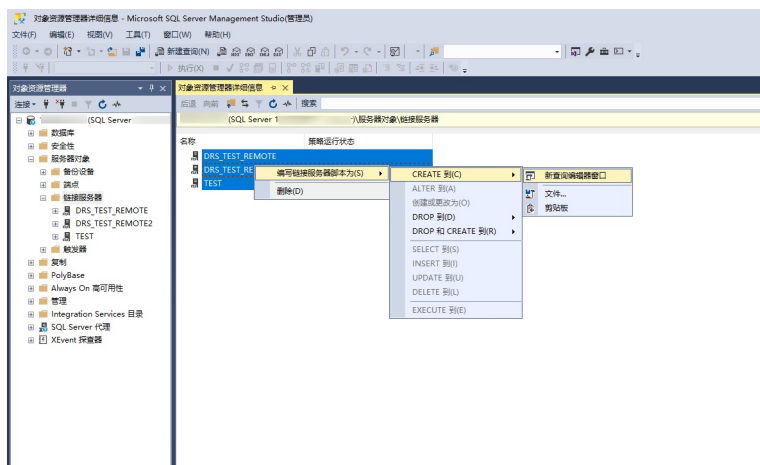 对象资源管理器详细信息 - Microsoft SQL Server Management Studio(管理员)
文件(F) 编辑(E) 视图(V) 工具(T) 窗口(W) 帮助(H)
新建查询(N)
执行(X)
对象资源管理器
对象资源管理器详细信息
连接
后退 向前 搜索
(SQL Server
(SQL Server 1 )\服务器对象\链接服务器
数据库
安全性
服务器对象
备份设备
端点
链接服务器
DRS_TEST_REMOTE
DRS_TEST_REMOTE2
TEST
触发器
复制
PolyBase
Always On 高可用性
管理
Integration Services 目录
SQL Server 代理
XEvent 探查器
名称 策略运行状态
DRS_TEST_REMOTE
DRS_TEST_RE
TEST
编写链接服务器脚本为(S)
删除(D)
CREATE 到(C)
ALTER 到(A)
创建或更改为(O)
DROP 到(D)
DROP 和 CREATE 到(R)
SELECT 到(S)
INSERT 到(I)
UPDATE 到(U)
DELETE 到(L)
EXECUTE 到(E)
新查询编辑器窗口
文件...
剪贴板